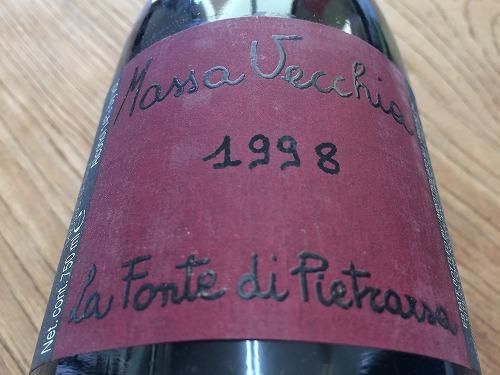 Massa Vecchia
1998
La Fonte di Pietrarsa
Net. cont. 750 ml e